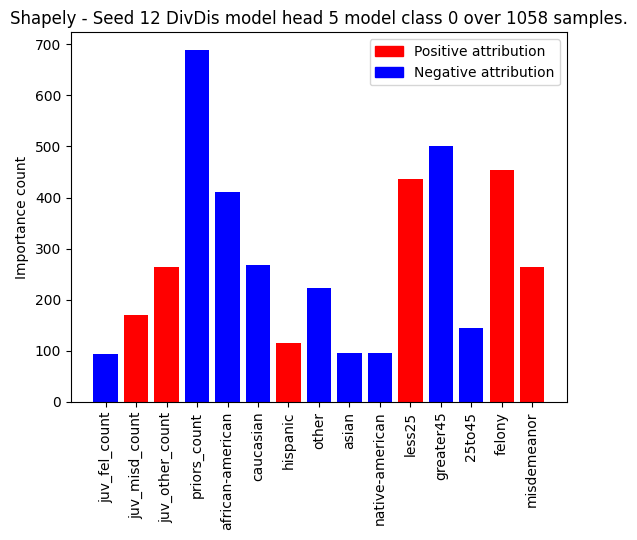 Shapely - Seed 12 DivDis model head 5 model class 0 over 1058 samples.
Positive attribution
Negative attribution
Importance count
700
600
500
400
300
200
100
0
juv_fel_count
juv_misd_count
juv_other_count
priors_count
african-american
caucasian
hispanic
other
asian
native-american
less25
greater45
25to45
felony
misdemeanor